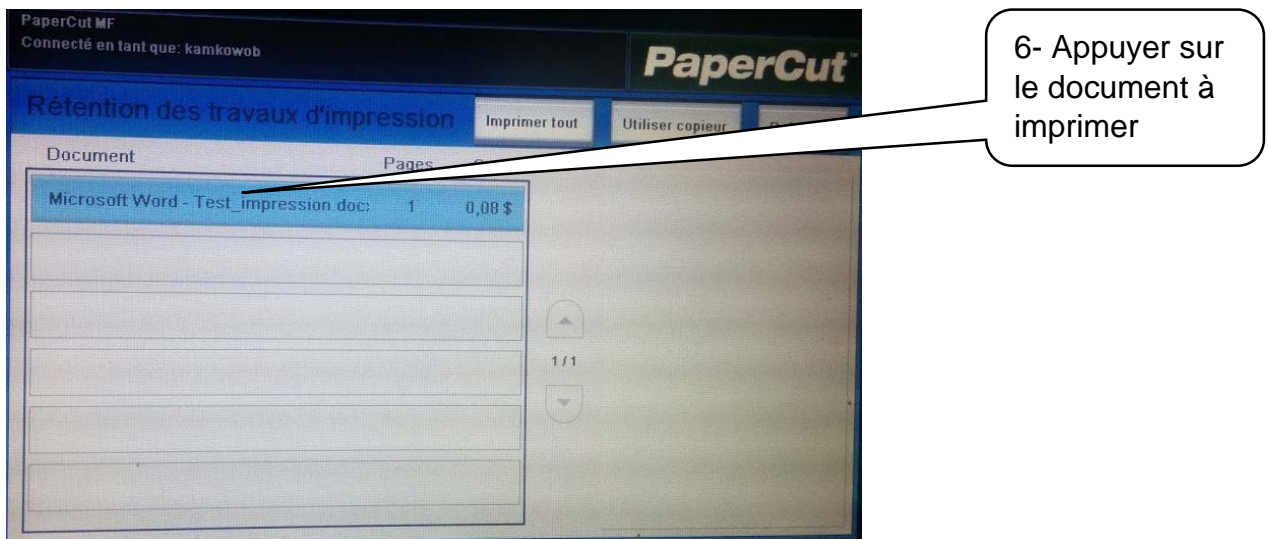 PaperCut MF
Connecté en tant que: kamkowob
PaperCut
Rétention des travaux d'impression
Imprimer tout
Utiliser copieur
Document
Pages
Microsoft Word - Test_impression.doc
1
0,08 $
1/1
6- Appuyer sur
le document à
imprimer